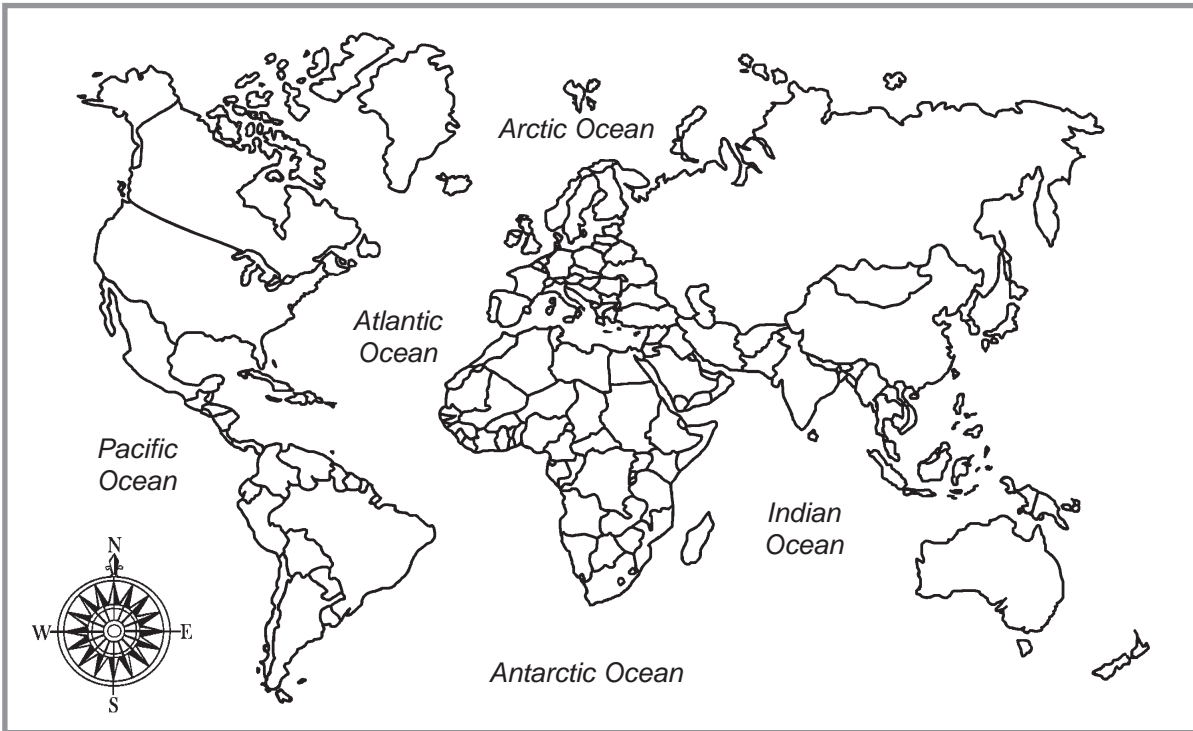 Arctic Ocean
Atlantic
Ocean
Pacific
Ocean
Indian
Ocean
N
W
E
S
Antarctic Ocean